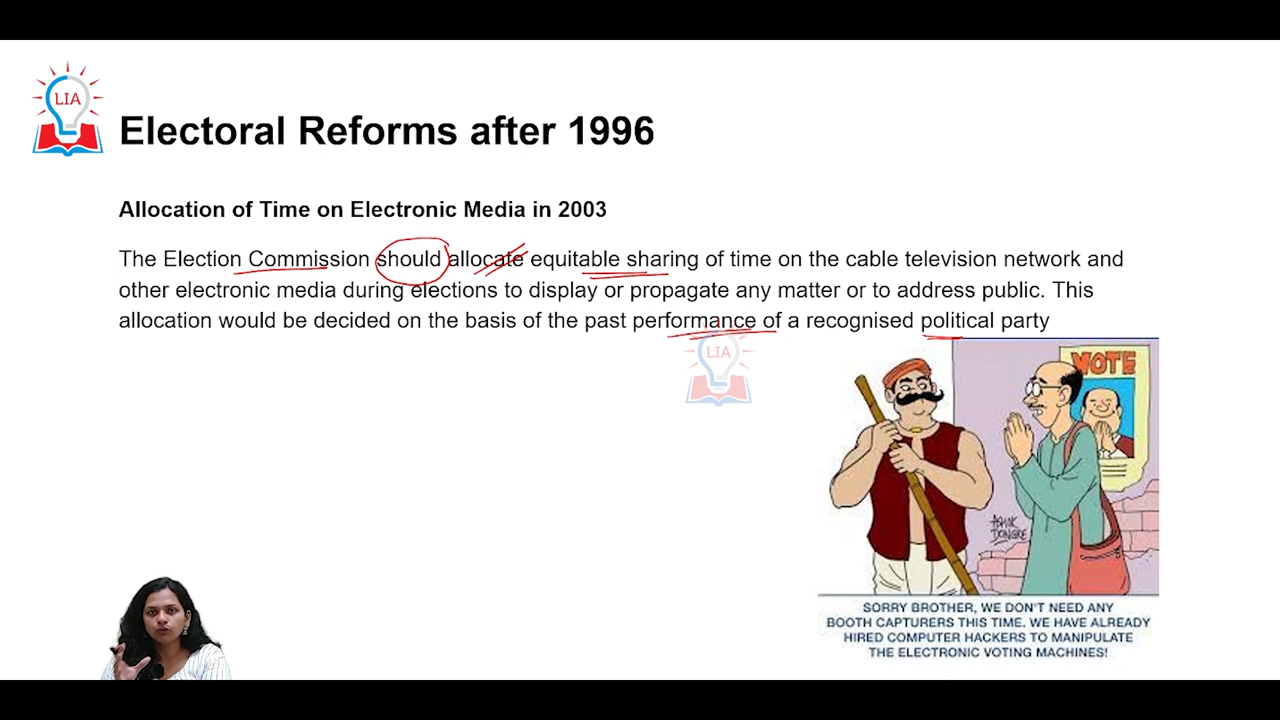 LIA
Electoral Reforms after 1996
Allocation of Time on Electronic Media in 2003
The Election Commission should allocate equitable sharing of time on the cable television network and
other electronic media during elections to display or propagate any matter or to address public. This
allocation would be decided on the basis of the past performance of a recognised political party
LIA
VOTE
ASHOK
DONGRE
SORRY BROTHER, WE DON'T NEED ANY
BOOTH CAPTURERS THIS TIME. WE HAVE ALREADY
HIRED COMPUTER HACKERS TO MANIPULATE
THE ELECTRONIC VOTING MACHINES!